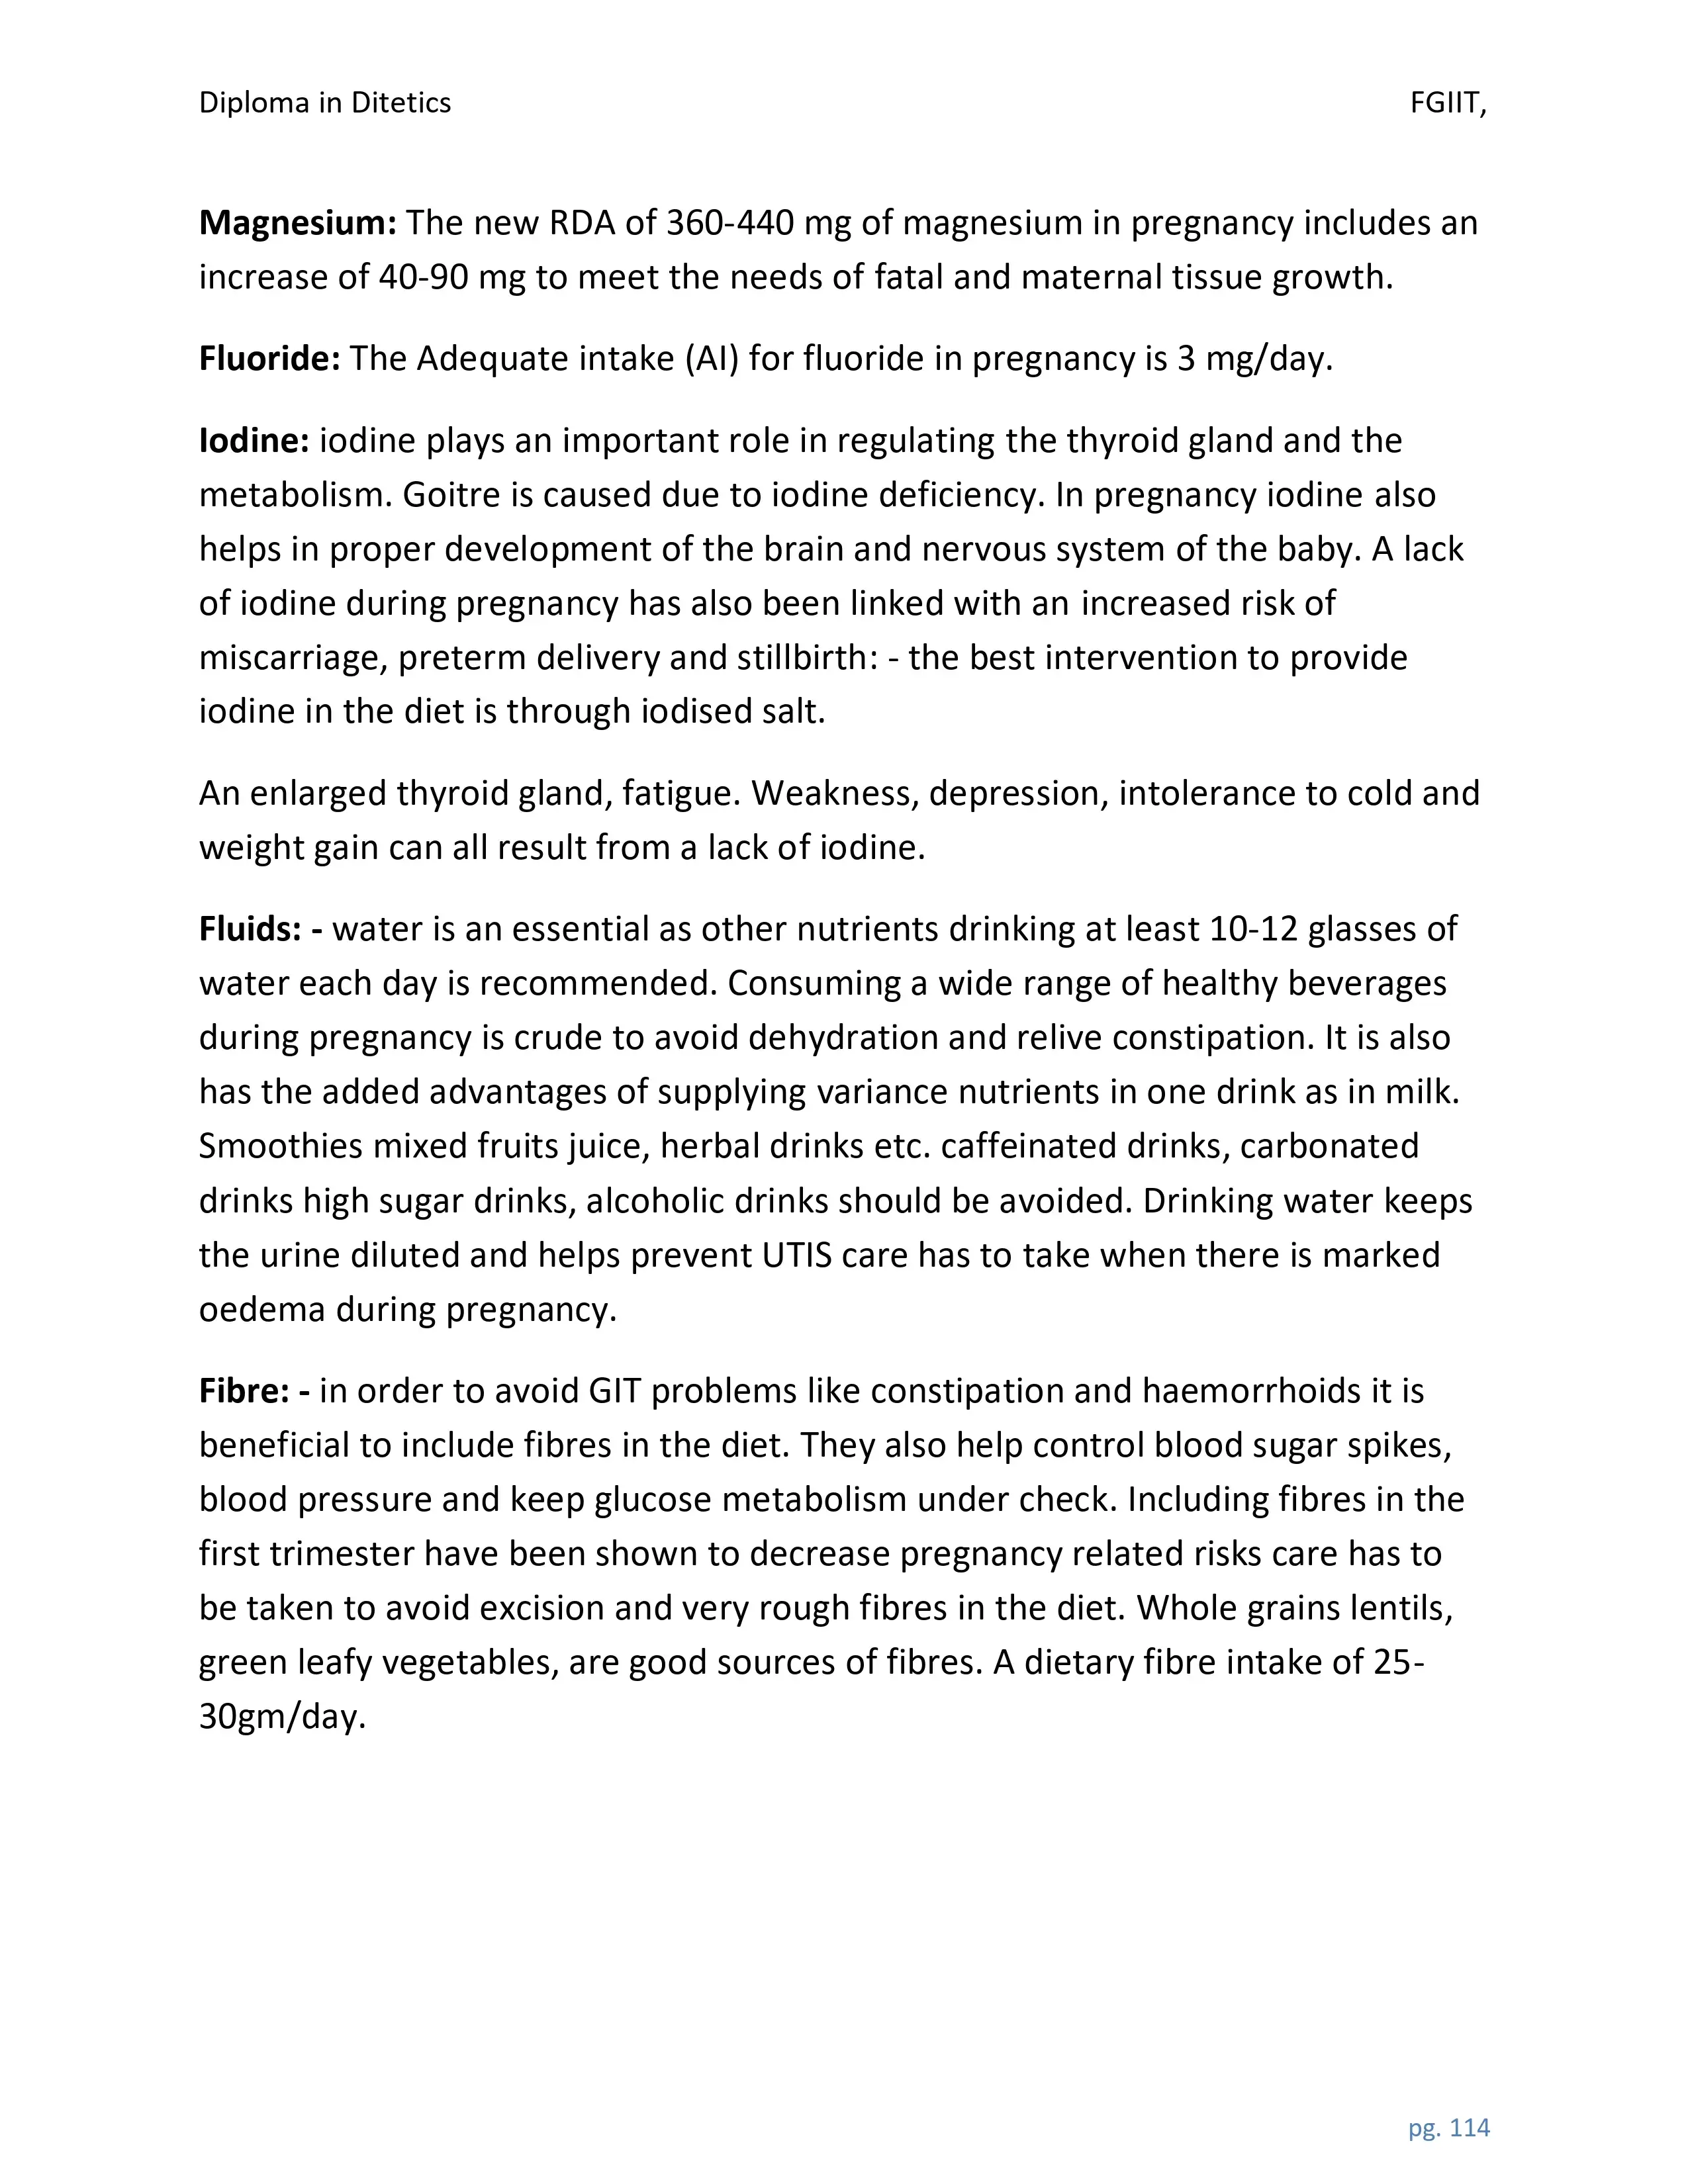 Diploma in Ditetics FGIIT,
Magnesium: The new RDA of 360-440 mg of magnesium in pregnancy includes an
increase of 40-90 mg to meet the needs of fatal and maternal tissue growth.
Fluoride: The Adequate intake (AI) for fluoride in pregnancy is 3 mg/day.
Iodine: iodine plays an important role in regulating the thyroid gland and the
metabolism. Goitre is caused due to iodine deficiency. In pregnancy iodine also
helps in proper development of the brain and nervous system of the baby. A lack
of iodine during pregnancy has also been linked with an increased risk of
miscarriage, preterm delivery and stillbirth: - the best intervention to provide
iodine in the diet is through iodised salt.
An enlarged thyroid gland, fatigue. Weakness, depression, intolerance to cold and
weight gain can all result from a lack of iodine.
Fluids: - water is an essential as other nutrients drinking at least 10-12 glasses of
water each day is recommended. Consuming a wide range of healthy beverages
during pregnancy is crude to avoid dehydration and relive constipation. It is also
has the added advantages of supplying variance nutrients in one drink as in milk.
Smoothies mixed fruits juice, herbal drinks etc. caffeinated drinks, carbonated
drinks high sugar drinks, alcoholic drinks should be avoided. Drinking water keeps
the urine diluted and helps prevent UTIS care has to take when there is marked
oedema during pregnancy.
Fibre: - in order to avoid GIT problems like constipation and haemorrhoids it is
beneficial to include fibres in the diet. They also help control blood sugar spikes,
blood pressure and keep glucose metabolism under check. Including fibres in the
first trimester have been shown to decrease pregnancy related risks care has to
be taken to avoid excision and very rough fibres in the diet. Whole grains lentils,
green leafy vegetables, are good sources of fibres. A dietary fibre intake of 25-
30gm/day.
pg. 114